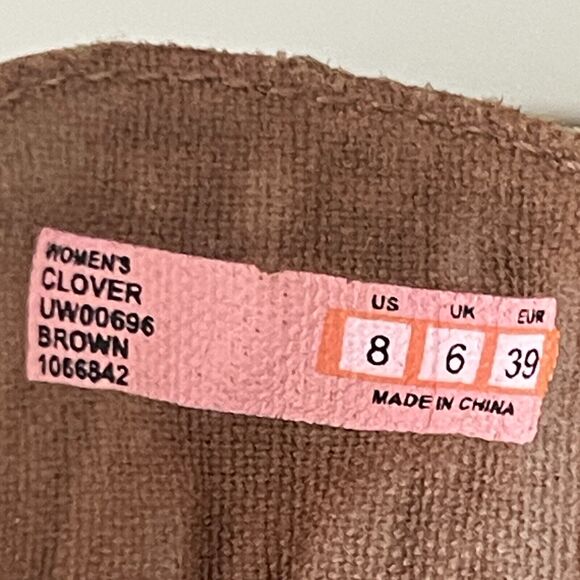 WOMEN'S
CLOVER
UW00696
BROWN
1066842
US UK EUR
8 6 39
MADE IN CHINA